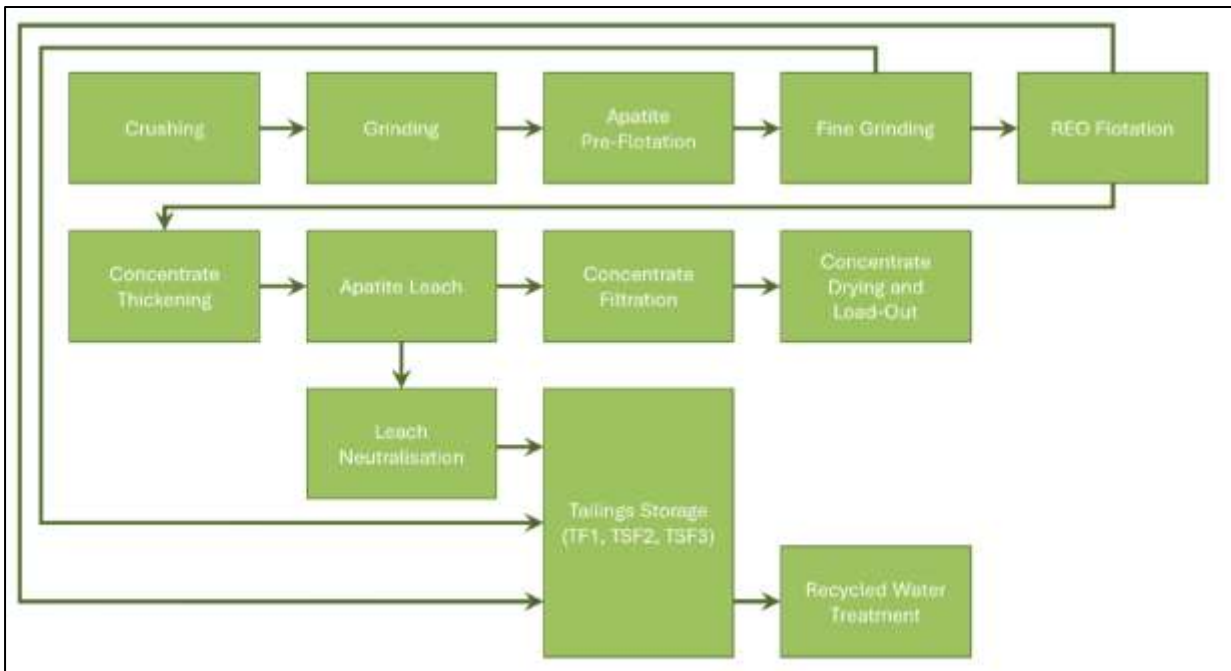 Crushing
Grinding
Apatite
Pre-Flotation
Fine Grinding
REO Flotation
Concentrate
Thickening
Apatite Leach
Concentrate
Filtration
Concentrate
Drying and
Load-Out
Leach
Neutralisation
Tailings Storage
(TF1, TSF2, TSF3)
Recycled Water
Treatment